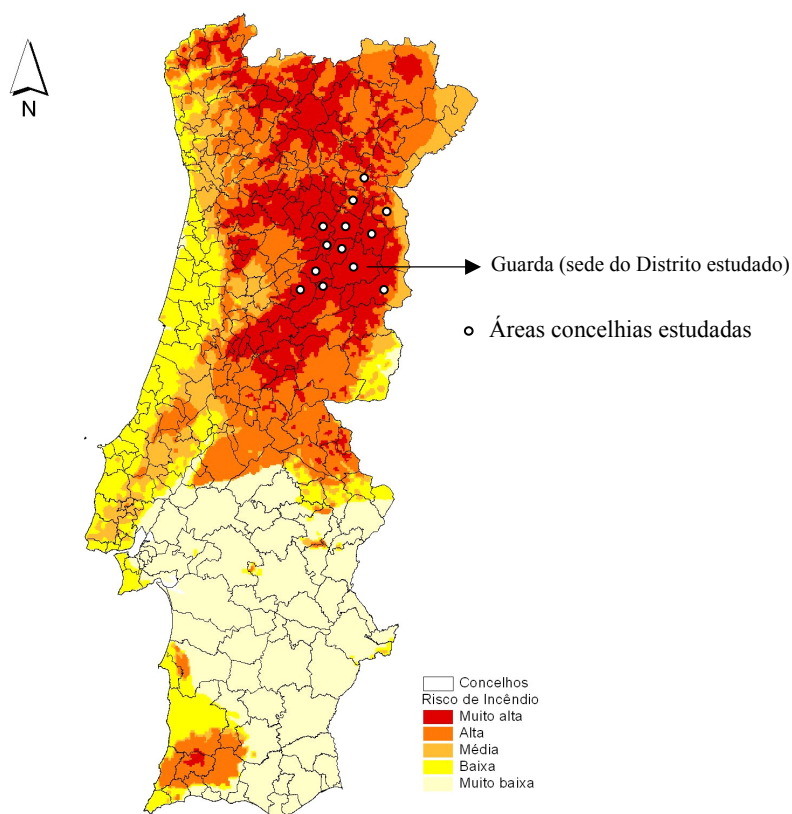 N
Guarda (sede do Distrito estudado)
Áreas concelhias estudadas
Concelhos
Risco de Incêndio
Muito alta
Alta
Média
Baixa
Muito baixa